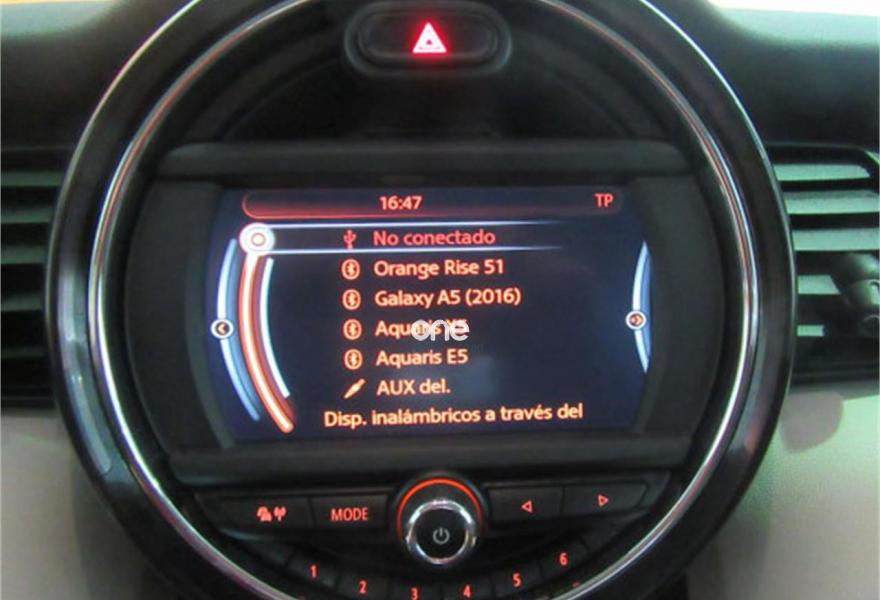 16:47 TP
No conectado
Orange Rise 51
Galaxy A5 (2016)
Aquaris X5
one
Aquaris E5
AUX del.
Disp. inalámbricos a través del
MODE
1 2 3 4 5 6